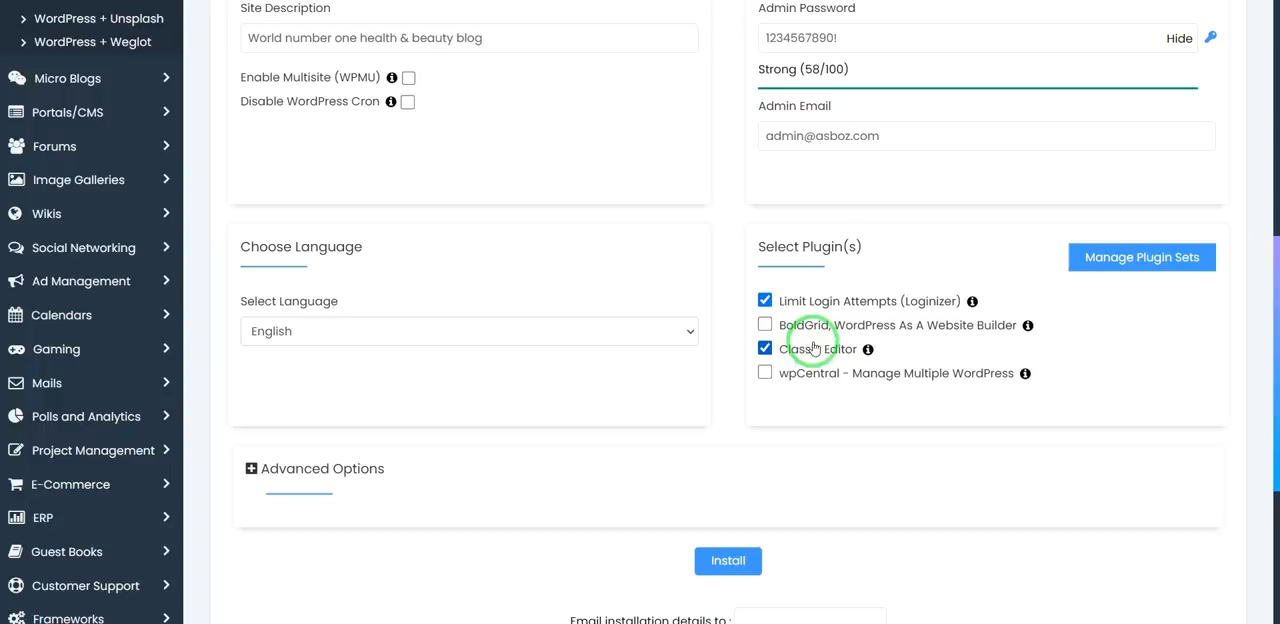 WordPress + Unsplash
WordPress + Weglot
Micro Blogs
Portals/CMS
Forums
Image Galleries
Wikis
Social Networking
Ad Management
Calendars
Gaming
Mails
Polls and Analytics
Project Management
E-Commerce
ERP
Guest Books
Customer Support
Frameworks
Site Description
World number one health & beauty blog
Enable Multisite (WPMU)
Disable WordPress Cron
Admin Password
1234567890!
Hide
Strong (58/100)
Admin Email
admin@asboz.com
Choose Language
Select Language
English
Select Plugin(s)
Manage Plugin Sets
Limit Login Attempts (Loginizer)
BoldGrid, WordPress As A Website Builder
Classic Editor
wpCentral - Manage Multiple WordPress
Advanced Options
Install
Email installation details to :